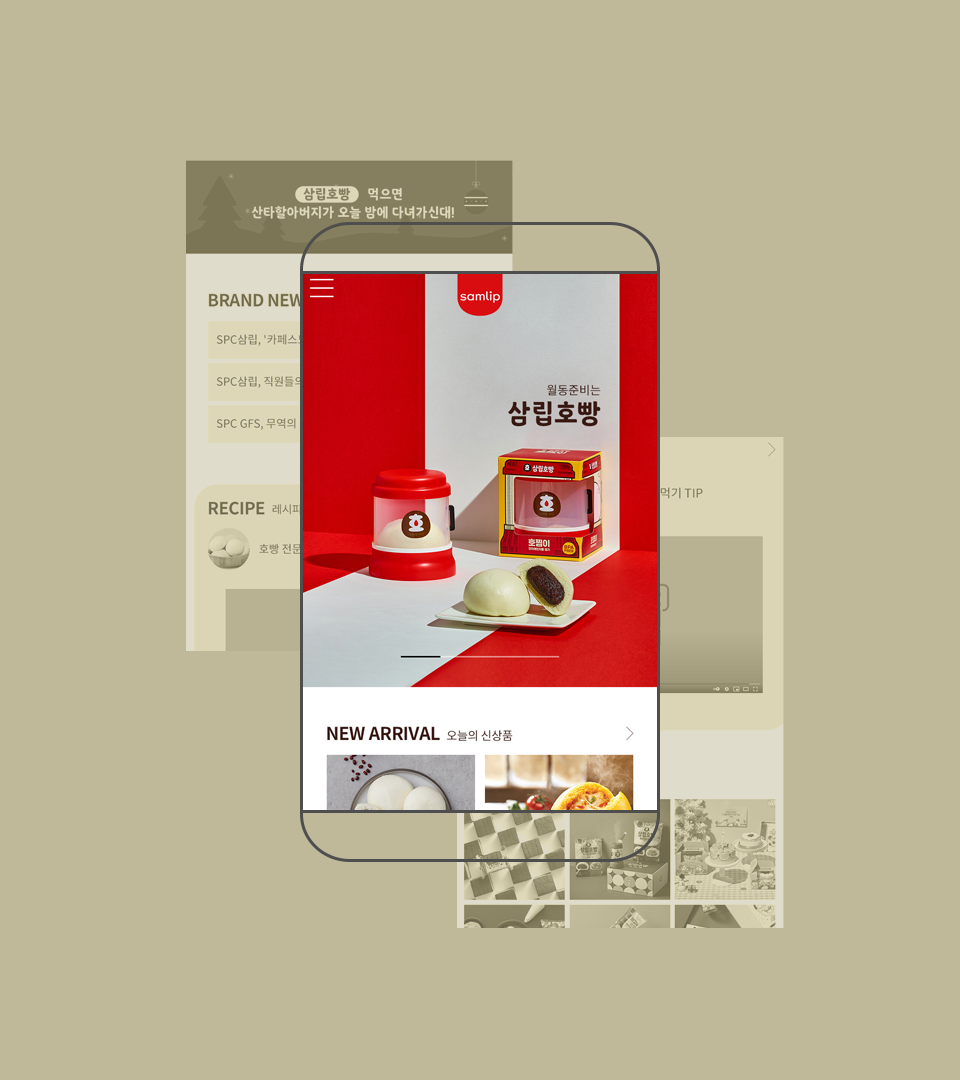 삼립호빵 먹으면
산타할아버지가 오늘 밤에 다녀가신대!
BRAND NEW
SPC삼립, '카페스
SPC삼립, 직원들의
SPC GFS, 무역의
RECIPE 레시피
호빵 전문
samlip
월동준비는
삼립호빵
호 삼립호빵
호
호
호찜이
NEW ARRIVAL 오늘의 신상품
먹기 TIP